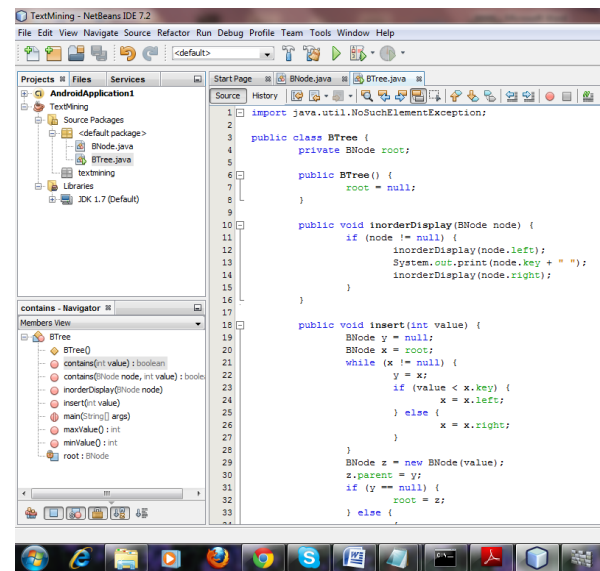 TextMining - NetBeans IDE 7.2
File Edit View Navigate Source Refactor Run Debug Profile Team Tools Window Help
<default>
Projects Files Services
AndroidApplication1
TextMining
Source Packages
<default package>
BNode.java
BTree.java
textmining
Libraries
JDK 1.7 (Default)
contains - Navigator
Members View
BTree
BTree()
contains(int value) : boolean
contains(BNode node, int value) : boole
inorderDisplay(BNode node)
insert(int value)
main(String[] args)
maxValue() : int
minValue() : int
root : BNode
Start Page BNode.java BTree.java
Source History
1 import java.util.NoSuchElementException;
2
3 public class BTree {
4 private BNode root;
5
6 public BTree() {
7 root = null;
8 }
9
10 public void inorderDisplay(BNode node) {
11 if (node != null) {
12 inorderDisplay(node.left);
13 System.out.print(node.key + " ");
14 inorderDisplay(node.right);
15 }
16 }
17
18 public void insert(int value) {
19 BNode y = null;
20 BNode x = root;
21 while (x != null) {
22 y = x;
23 if (value < x.key) {
24 x = x.left;
25 } else {
26 x = x.right;
27 }
28 }
29 BNode z = new BNode(value);
30 z.parent = y;
31 if (y == null) {
32 root = z;
33 } else {